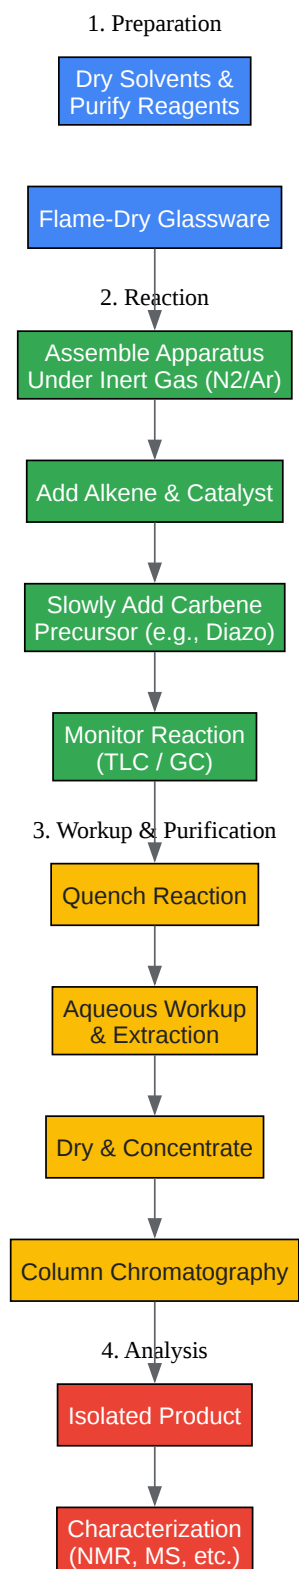 1. Preparation
Dry Solvents &
Purify Reagents
Flame-Dry Glassware
2. Reaction
Assemble Apparatus
Under Inert Gas (N2/Ar)
Add Alkene & Catalyst
Slowly Add Carbene
Precursor (e.g., Diazo)
Monitor Reaction
(TLC / GC)
3. Workup & Purification
Quench Reaction
Aqueous Workup
& Extraction
Dry & Concentrate
Column Chromatography
4. Analysis
Isolated Product
Characterization
(NMR, MS, etc.)